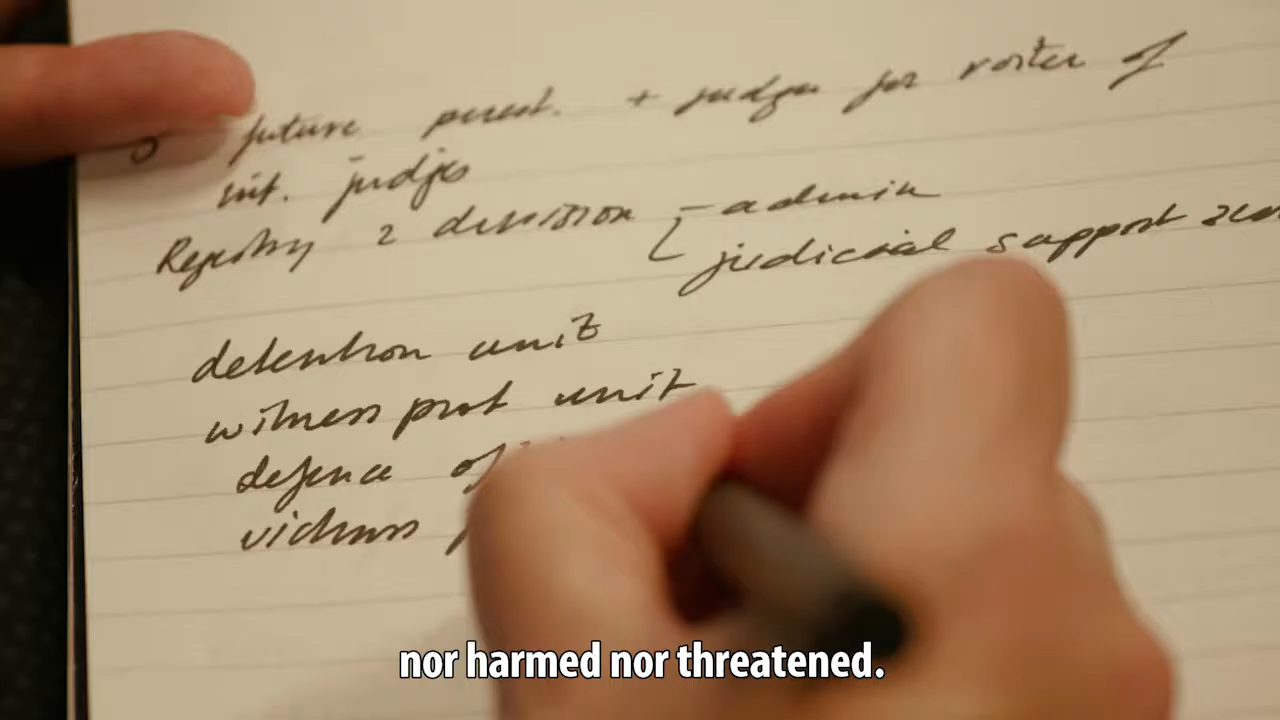 future + judges for roster of
int. judges
Registry 2 division - admin
judicial support
detention unit
witness prot unit
defence
victims
nor harmed nor threatened.